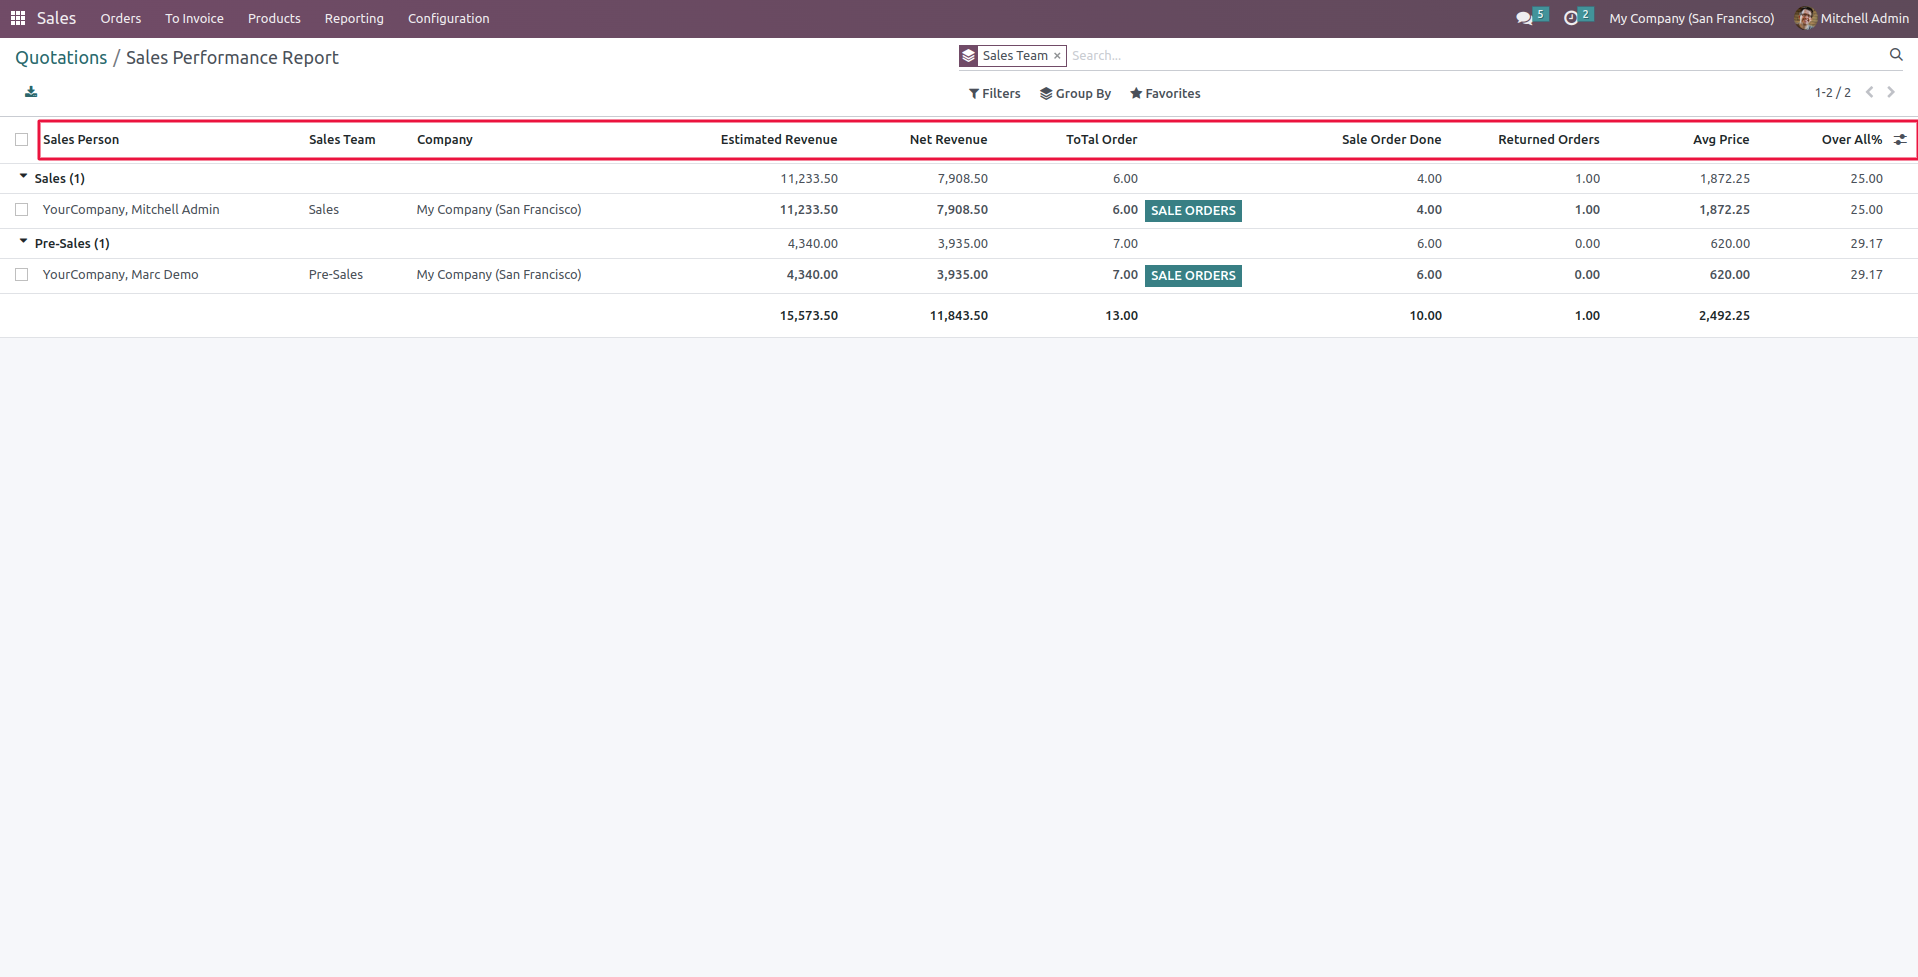 Sales Orders To Invoice Products Reporting Configuration 5 2 My Company (San Francisco) Mitchell Admin
Quotations / Sales Performance Report Sales Team × Search...
Filters Group By Favorites 1-2 / 2
Sales Person Sales Team Company Estimated Revenue Net Revenue ToTal Order Sale Order Done Returned Orders Avg Price Over All%
Sales (1) 11,233.50 7,908.50 6.00 4.00 1.00 1,872.25 25.00
YourCompany, Mitchell Admin Sales My Company (San Francisco) 11,233.50 7,908.50 6.00 SALE ORDERS 4.00 1.00 1,872.25 25.00
Pre-Sales (1) 4,340.00 3,935.00 7.00 6.00 0.00 620.00 29.17
YourCompany, Marc Demo Pre-Sales My Company (San Francisco) 4,340.00 3,935.00 7.00 SALE ORDERS 6.00 0.00 620.00 29.17
15,573.50 11,843.50 13.00 10.00 1.00 2,492.25